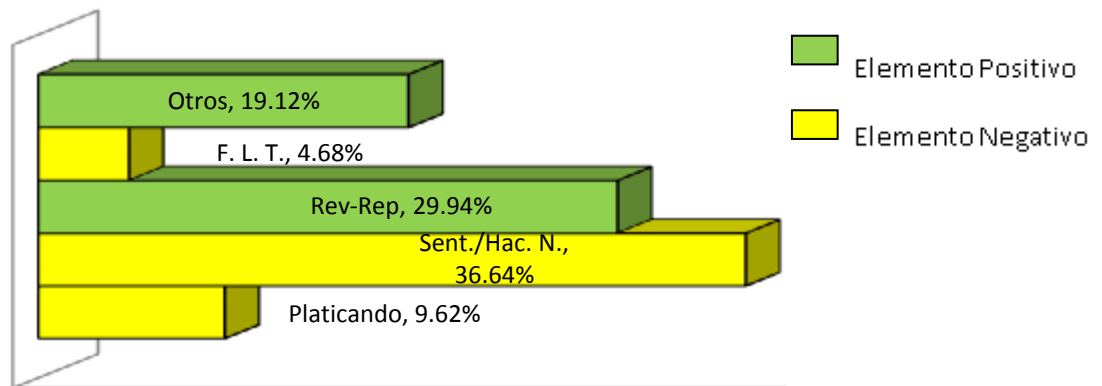 Otros, 19.12%
F. L. T., 4.68%
Rev-Rep, 29.94%
Sent./Hac. N.,
36.64%
Platicando, 9.62%
Elemento Positivo
Elemento Negativo